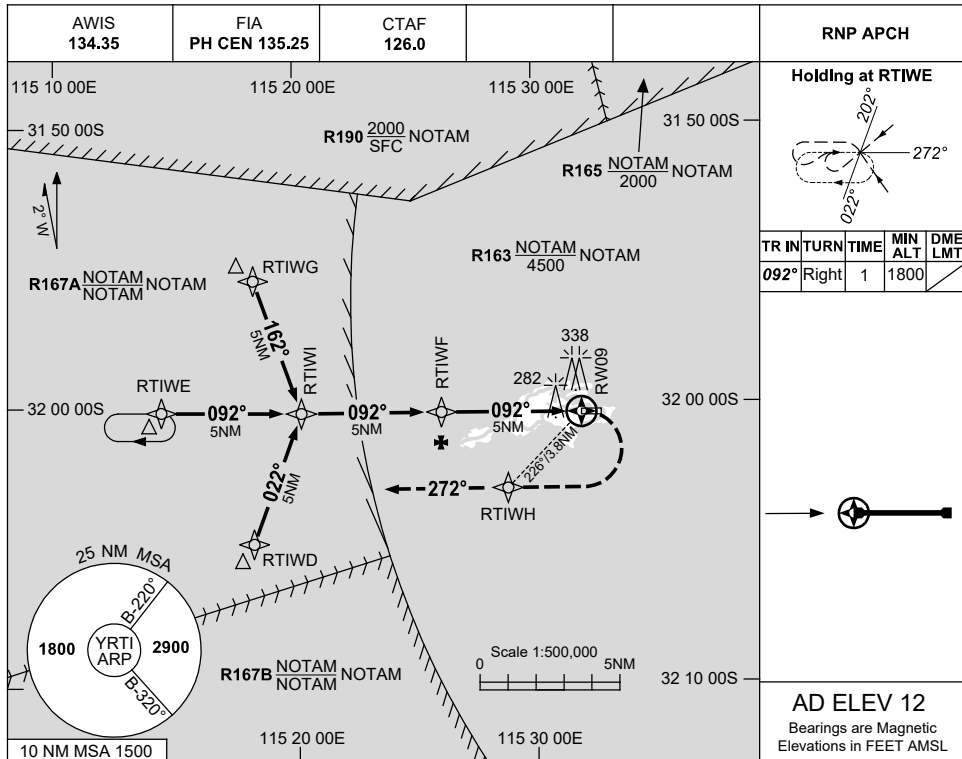 AWIS
134.35
FIA
PH CEN 135.25
CTAF
126.0
RNP APCH
115 10 00E
115 20 00E
115 30 00E
31 50 00S
31 50 00S
R190 2000 NOTAM
SFC
R165 NOTAM NOTAM
2000
2° W
R167A NOTAM NOTAM
NOTAM
R163 NOTAM NOTAM
4500
RTIWG
162°
5NM
RTIWI
RTIWF
338
282
RW09
RTIWE
32 00 00S
32 00 00S
092°
5NM
092°
5NM
092°
5NM
226°/3.8NM
022°
5NM
272°
RTIWH
RTIWD
25 NM MSA
B-220°
1800
YRTI
ARP
2900
B-320°
R167B NOTAM NOTAM
NOTAM
Scale 1:500,000
0
5NM
32 10 00S
10 NM MSA 1500
115 20 00E
115 30 00E
Holding at RTIWE
202°
272°
022°
TR IN TURN TIME MIN ALT DME LMT
092° Right 1 1800
AD ELEV 12
Bearings are Magnetic
Elevations in FEET AMSL